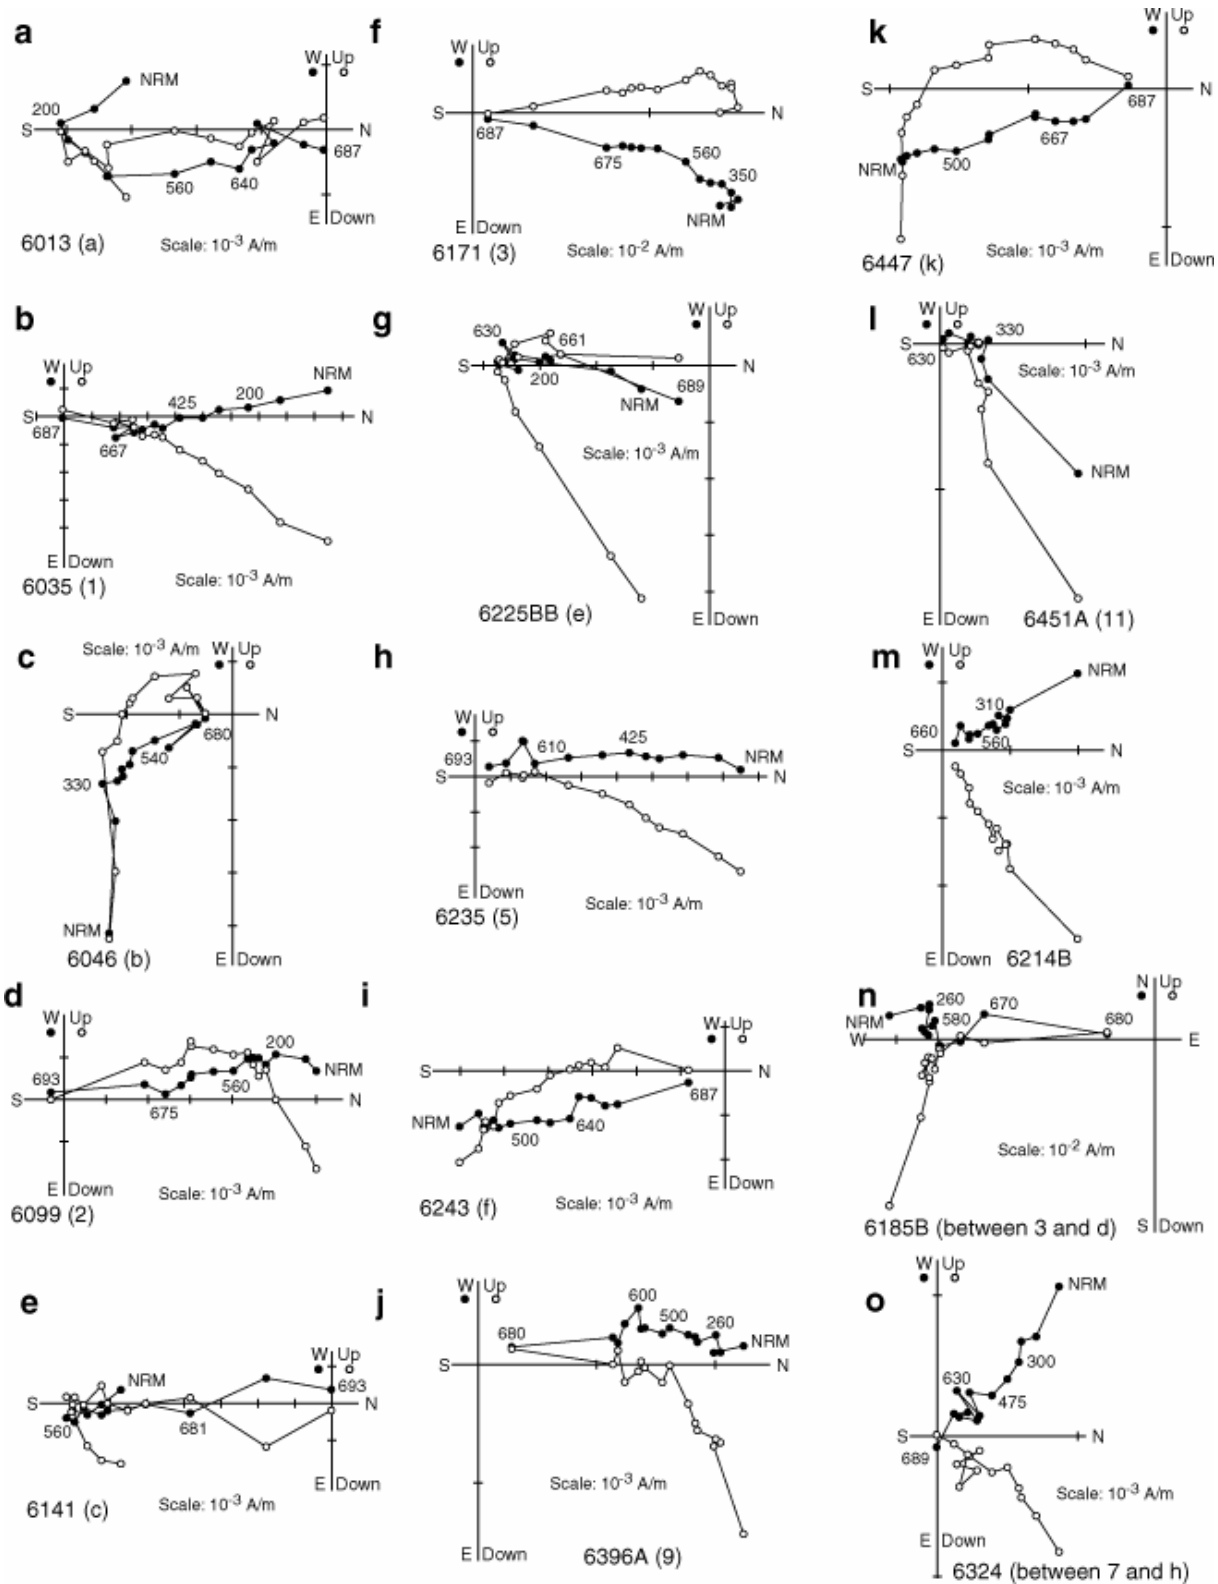 a
W Up
NRM
200
S N
560 640 687
E Down
6013 (a) Scale: 10-3 A/m
b
W Up
NRM
425 200
S N
687 667
E Down
6035 (1) Scale: 10-3 A/m
c
Scale: 10-3 A/m W Up
S N
680
540
330
NRM
6046 (b) E Down
d
W Up
200
693 NRM
560
S N
675
E Down
6099 (2) Scale: 10-3 A/m
e
W Up
NRM 693
S N
560 681
E Down
6141 (c) Scale: 10-3 A/m
f
W Up
S N
687
675 560
350
NRM
E Down
6171 (3) Scale: 10-2 A/m
g
W Up
630 661
S N
200 689
NRM
Scale: 10-3 A/m
6225BB (e) E Down
h
W Up
693 610 425 NRM
S N
E Down
6235 (5) Scale: 10-3 A/m
i
W Up
S N
687
NRM 500 640
E Down
6243 (f) Scale: 10-3 A/m
j
W Up
600
680 500 260
NRM
S N
Scale: 10-3 A/m
E Down 6396A (9)
k
W Up
S N
687
667
NRM 500
6447 (k) Scale: 10-3 A/m E Down
l
W Up
330
S N
630 Scale: 10-3 A/m
NRM
E Down 6451A (11)
m
W Up
NRM
310
660 560
S N
Scale: 10-3 A/m
E Down 6214B
n
N Up
260 670
NRM 580 680
W E
Scale: 10-2 A/m
6185B (between 3 and d) S Down
o
W Up
NRM
300
630 475
S N
689
Scale: 10-3 A/m
E Down
6324 (between 7 and h)